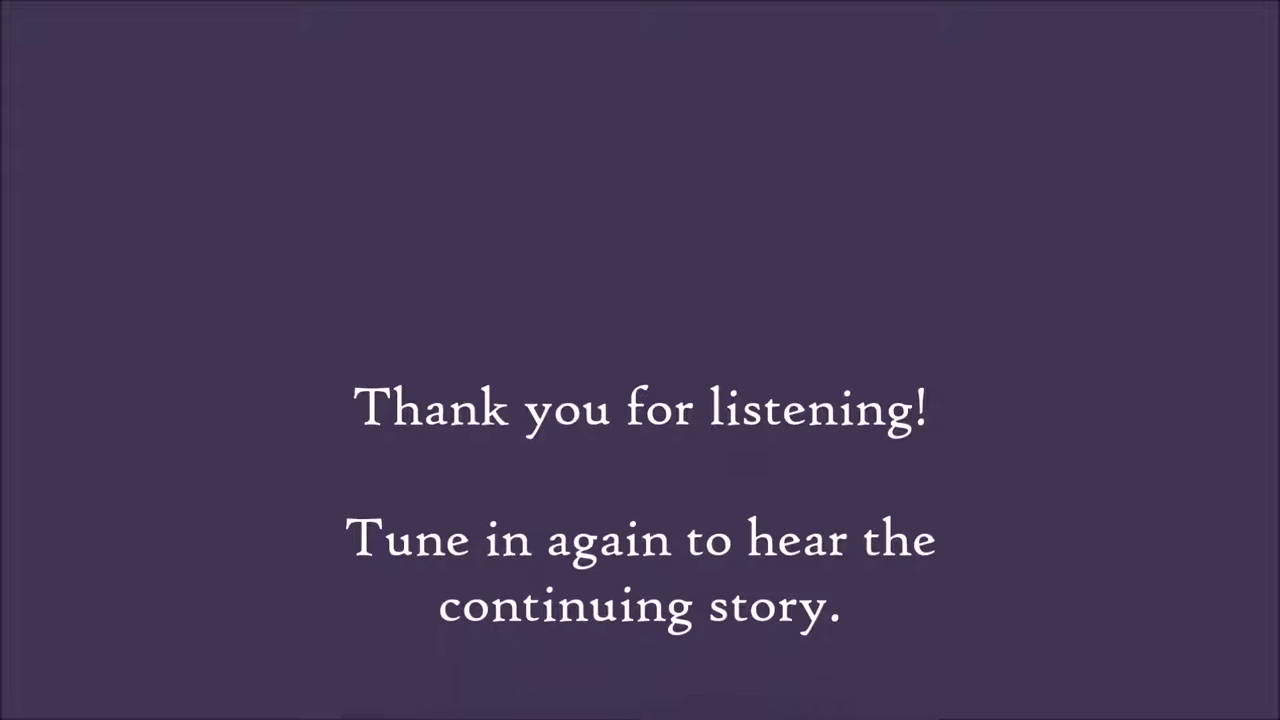 Thank you for listening!
Tune in again to hear the
continuing story.